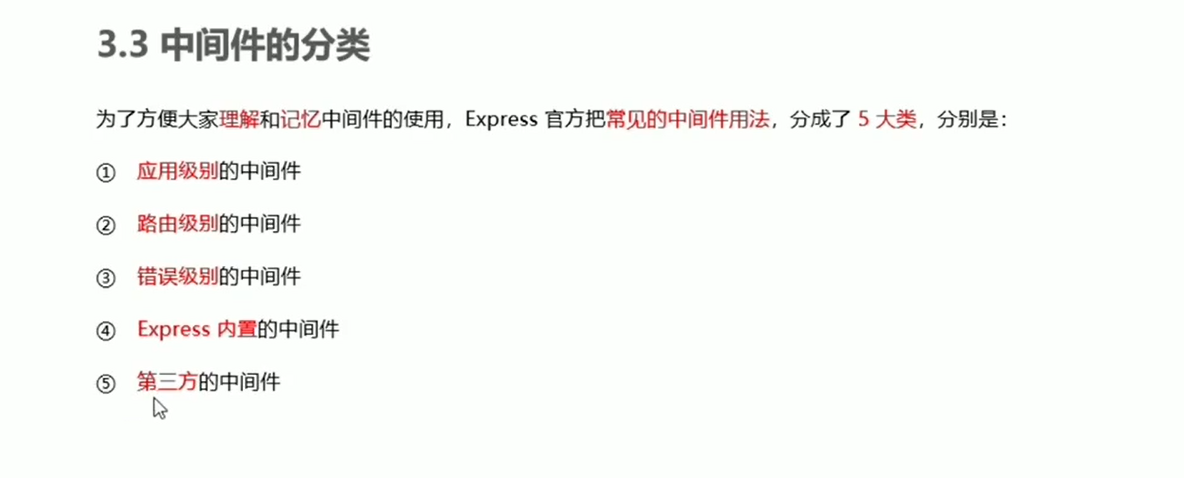 3.3 中间件的分类
为了方便大家理解和记忆中间件的使用，Express 官方把常见的中间件用法，分成了 5 大类，分别是：
① 应用级别的中间件
② 路由级别的中间件
③ 错误级别的中间件
④ Express 内置的中间件
⑤ 第三方的中间件